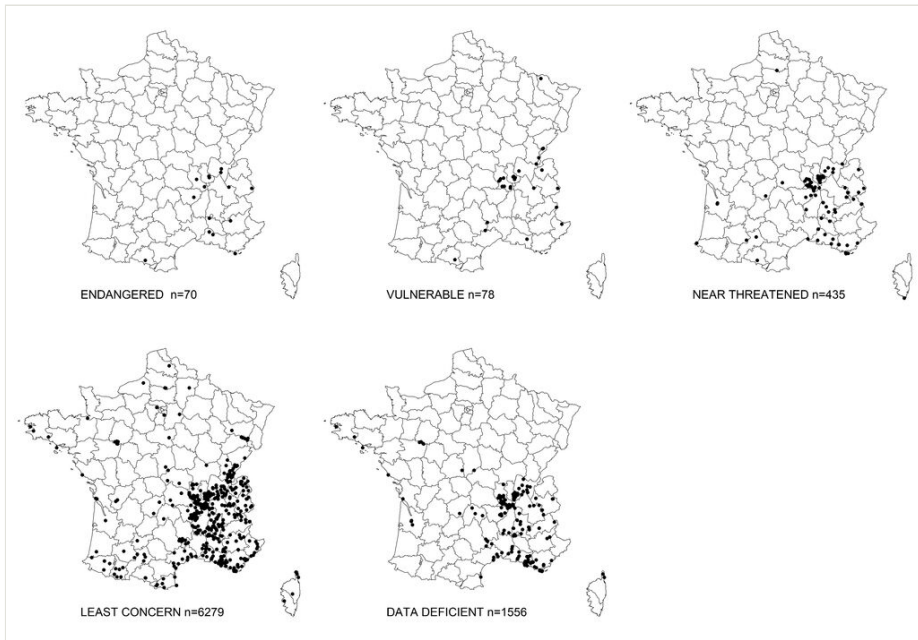 ENDANGERED n=70
VULNERABLE n=78
NEAR THREATENED n=435
LEAST CONCERN n=6279
DATA DEFICIENT n=1556